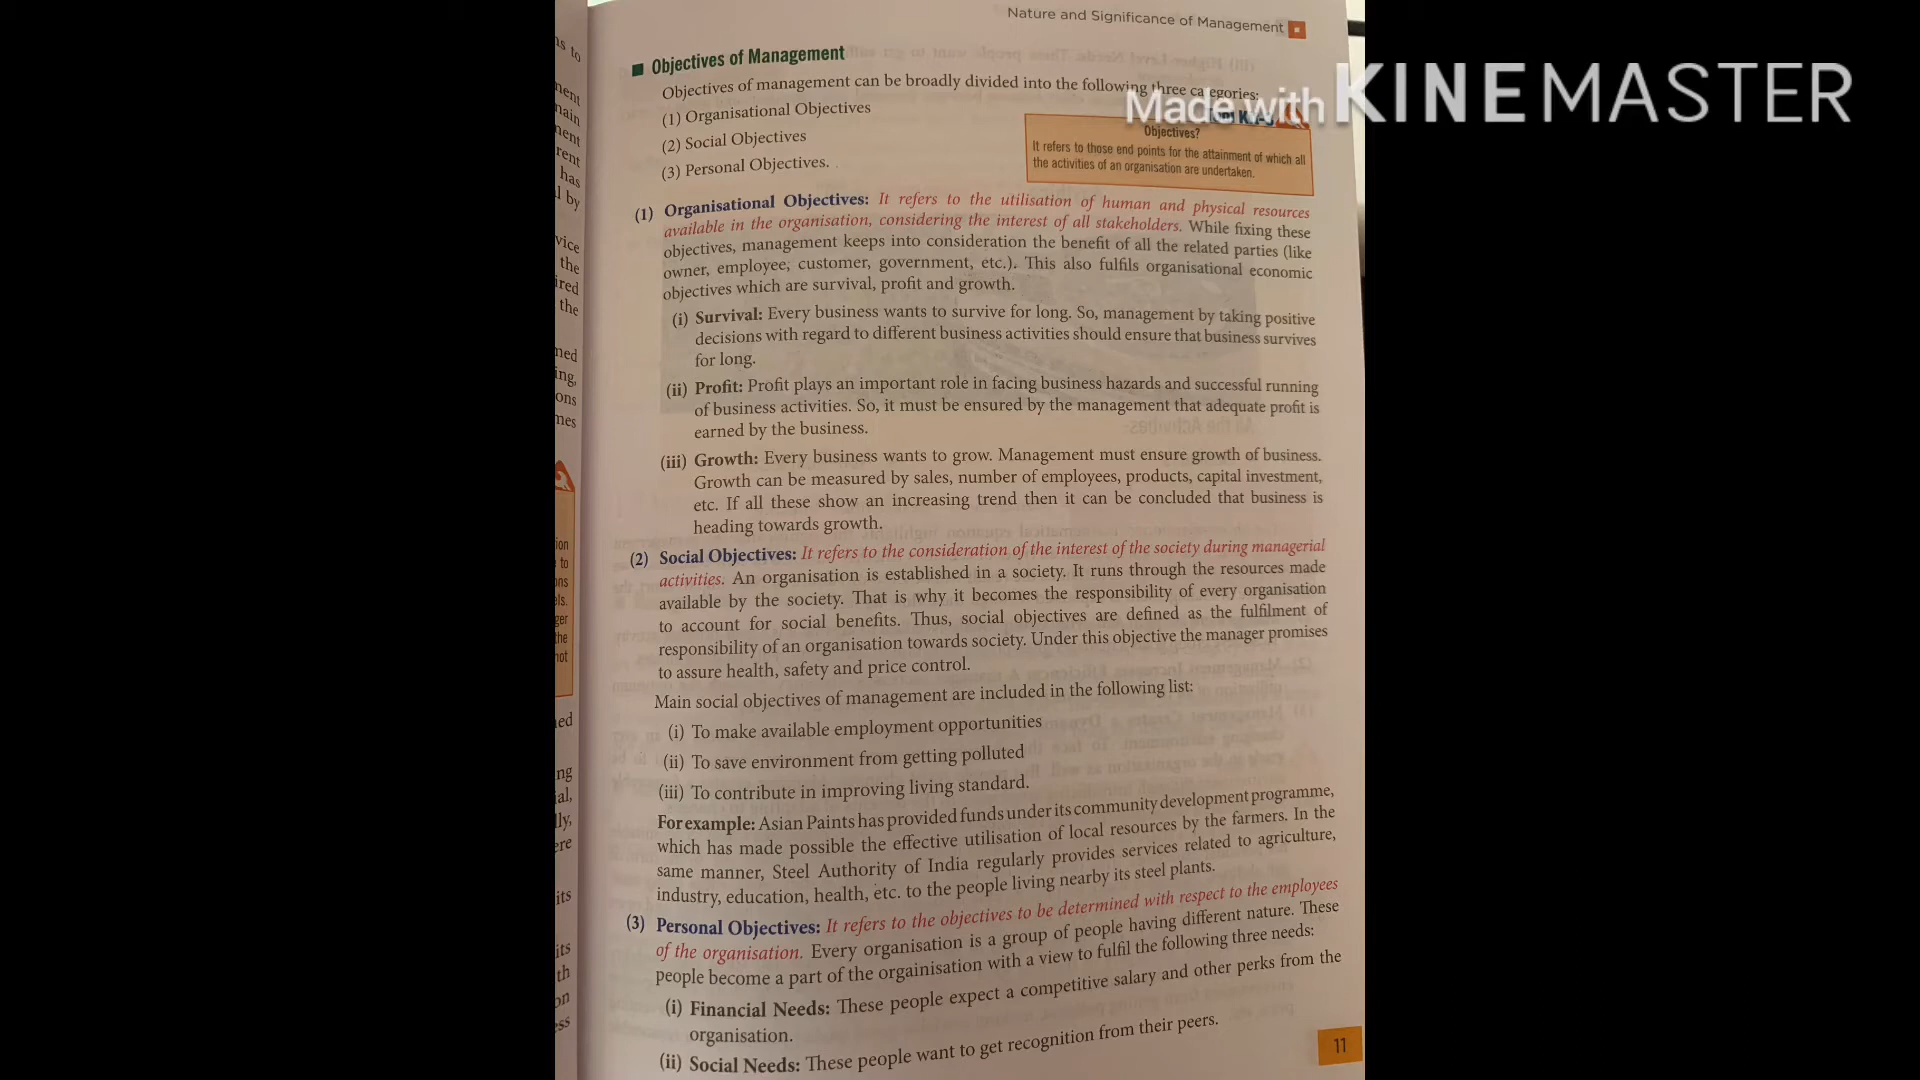 Nature and Significance of Management
Objectives of Management
Objectives of management can be broadly divided into the following three categories:
(1) Organisational Objectives
(2) Social Objectives
(3) Personal Objectives.
Made with KINEMASTER
Objectives?
It refers to those end points for the attainment of which all
the activities of an organisation are undertaken.
(1) Organisational Objectives: It refers to the utilisation of human and physical resources
available in the organisation, considering the interest of all stakeholders. While fixing these
objectives, management keeps into consideration the benefit of all the related parties (like
owner, employee, customer, government, etc.). This also fulfils organisational economic
objectives which are survival, profit and growth.
(i) Survival: Every business wants to survive for long. So, management by taking positive
decisions with regard to different business activities should ensure that business survives
for long.
(ii) Profit: Profit plays an important role in facing business hazards and successful running
of business activities. So, it must be ensured by the management that adequate profit is
earned by the business.
(iii) Growth: Every business wants to grow. Management must ensure growth of business.
Growth can be measured by sales, number of employees, products, capital investment,
etc. If all these show an increasing trend then it can be concluded that business is
heading towards growth.
(2) Social Objectives: It refers to the consideration of the interest of the society during managerial
activities. An organisation is established in a society. It runs through the resources made
available by the society. That is why it becomes the responsibility of every organisation
to account for social benefits. Thus, social objectives are defined as the fulfilment of
responsibility of an organisation towards society. Under this objective the manager promises
to assure health, safety and price control.
Main social objectives of management are included in the following list:
(i) To make available employment opportunities
(ii) To save environment from getting polluted
(iii) To contribute in improving living standard.
For example: Asian Paints has provided funds under its community development programme,
which has made possible the effective utilisation of local resources by the farmers. In the
same manner, Steel Authority of India regularly provides services related to agriculture,
industry, education, health, etc. to the people living nearby its steel plants.
(3) Personal Objectives: It refers to the objectives to be determined with respect to the employees
of the organisation. Every organisation is a group of people having different nature. These
people become a part of the orgainisation with a view to fulfil the following three needs:
(i) Financial Needs: These people expect a competitive salary and other perks from the
organisation.
(ii) Social Needs: These people want to get recognition from their peers.
11